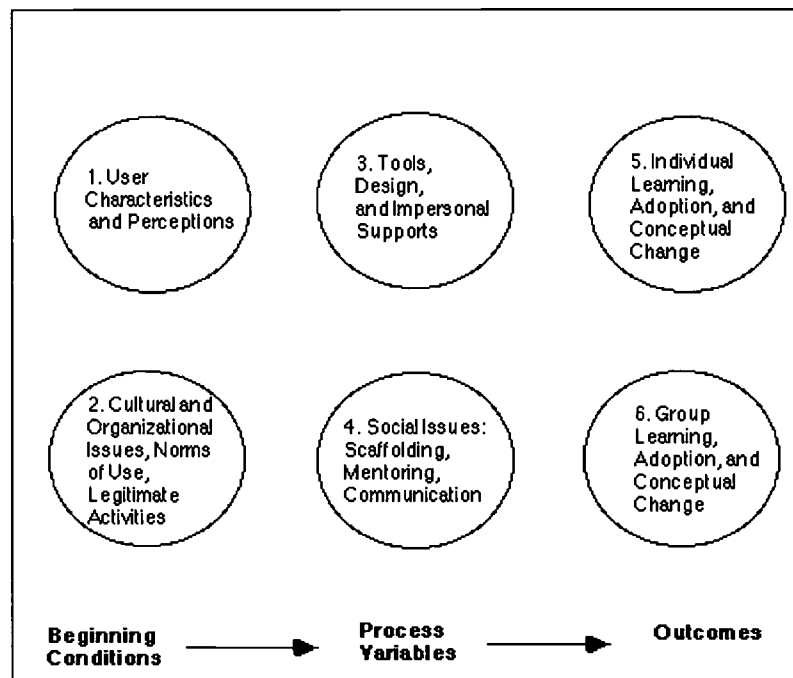 1. User
Characteristics
and Perceptions
3. Tools,
Design,
and Impersonal
Supports
5. Individual
Learning,
Adoption, and
Conceptual
Change
2. Cultural and
Organizational
Issues, Norms
of Use,
Legitimate
Activities
4. Social Issues:
Scaffolding,
Mentoring,
Communication
6. Group
Learning,
Adoption, and
Conceptual
Change
Beginning
Conditions
Process
Variables
Outcomes